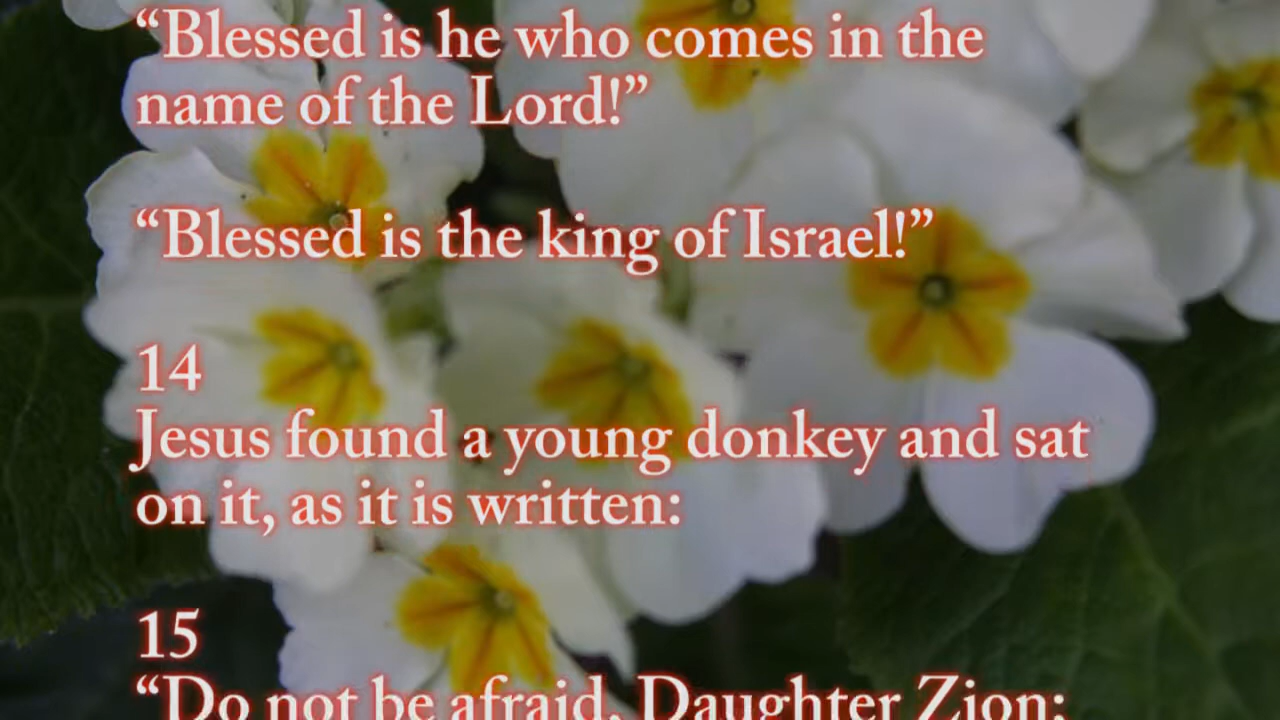 “Blessed is he who comes in the
name of the Lord!”
“Blessed is the king of Israel!”
14
Jesus found a young donkey and sat
on it, as it is written:
15
“Do not be afraid, Daughter Zion;